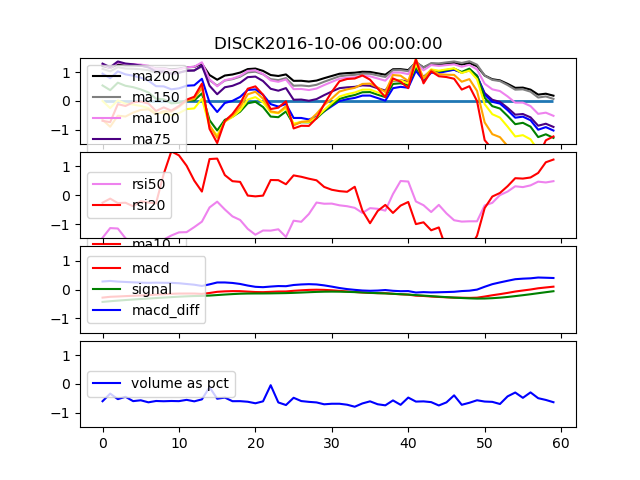 DISCK2016-10-06 00:00:00
1
0
−1
ma200
ma150
ma100
ma75
1
0
−1
rsi50
rsi20
ma10
1
0
−1
macd
signal
macd_diff
1
0
−1
volume as pct
0 10 20 30 40 50 60